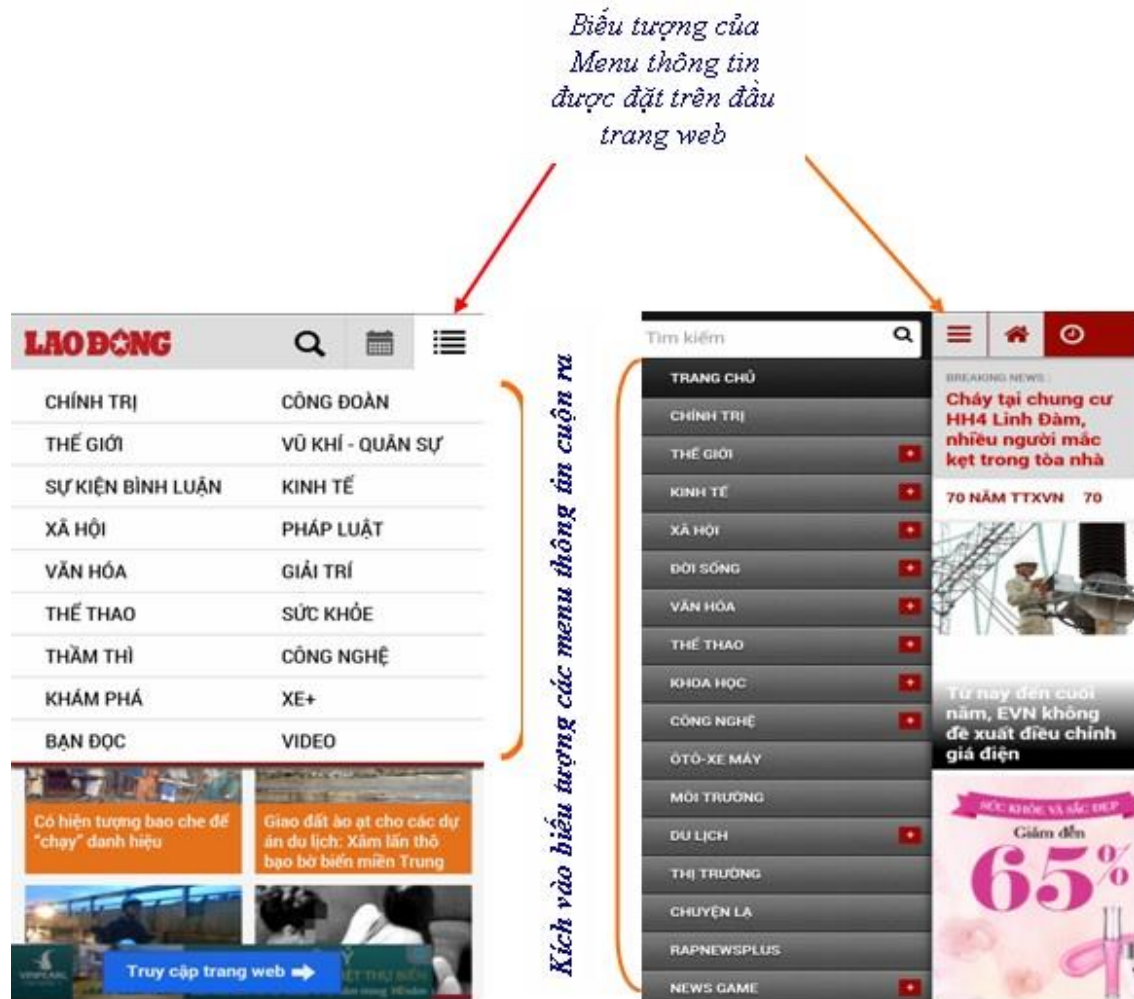 Biểu tượng của
Menu thông tin
được đặt trên đầu
trang web
LAO ĐỘNG
CHÍNH TRỊ CÔNG ĐOÀN
THẾ GIỚI VŨ KHÍ - QUÂN SỰ
SỰ KIỆN BÌNH LUẬN KINH TẾ
XÃ HỘI PHÁP LUẬT
VĂN HÓA GIẢI TRÍ
THỂ THAO SỨC KHỎE
THẦM THÌ CÔNG NGHỆ
KHÁM PHÁ XE+
BẠN ĐỌC VIDEO
Có hiện tượng bao che để
"chạy" danh hiệu
Giao đất ào ạt cho các dự
án du lịch: Xâm lấn thô
bạo bờ biển miền Trung
VINPEARL
Truy cập trang web
BIỆT THỰ BIỂN
Kích vào biểu tượng các menu thông tin cuộn ra
Tìm kiếm
TRANG CHỦ
CHÍNH TRỊ
THẾ GIỚI
KINH TẾ
XÃ HỘI
ĐỜI SỐNG
VĂN HÓA
THỂ THAO
KHOA HỌC
CÔNG NGHỆ
ÔTÔ-XE MÁY
MÔI TRƯỜNG
DU LỊCH
THỊ TRƯỜNG
CHUYỆN LẠ
RAPNEWSPLUS
NEWS GAME
BREAKING NEWS :
Cháy tại chung cư
HH4 Linh Đàm,
nhiều người mắc
kẹt trong tòa nhà
70 NĂM TTXVN 70
Từ nay đến cuối
năm, EVN không
đề xuất điều chỉnh
giá điện
SỨC KHỎE VÀ SẮC ĐẸP
Giảm đến
65%